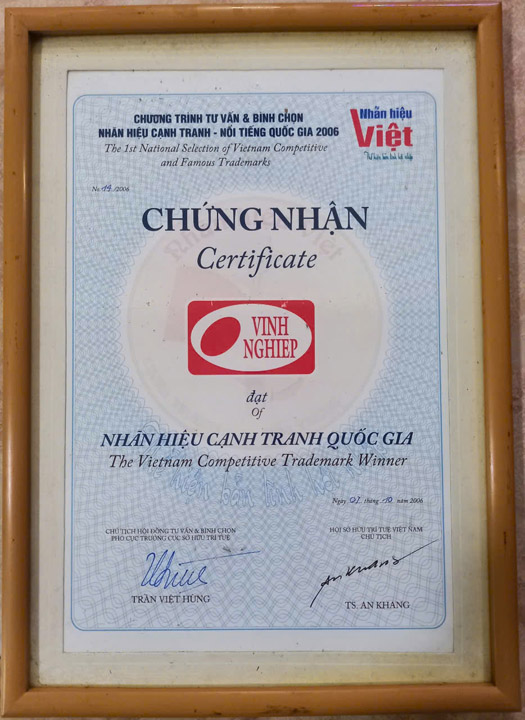 CHƯƠNG TRÌNH TƯ VẤN & BÌNH CHỌN
NHÃN HIỆU CẠNH TRANH - NỔI TIẾNG QUỐC GIA 2006
The 1st National Selection of Vietnam Competitive
and Famous Trademarks
Nhãn hiệu
Việt
No 14 /2006
CHỨNG NHẬN
Certificate
VINH
NGHIEP
đạt
Of
NHÃN HIỆU CẠNH TRANH QUỐC GIA
The Vietnam Competitive Trademark Winner
Ngày 07 tháng 10 năm 2006
CHỦ TỊCH HỘI ĐỒNG TƯ VẤN & BÌNH CHỌN
PHÓ CỤC TRƯỞNG CỤC SỞ HỮU TRÍ TUỆ
TRẦN VIỆT HÙNG
HỘI SỞ HỮU TRÍ TUỆ VIỆT NAM
CHỦ TỊCH
TS. AN KHANG